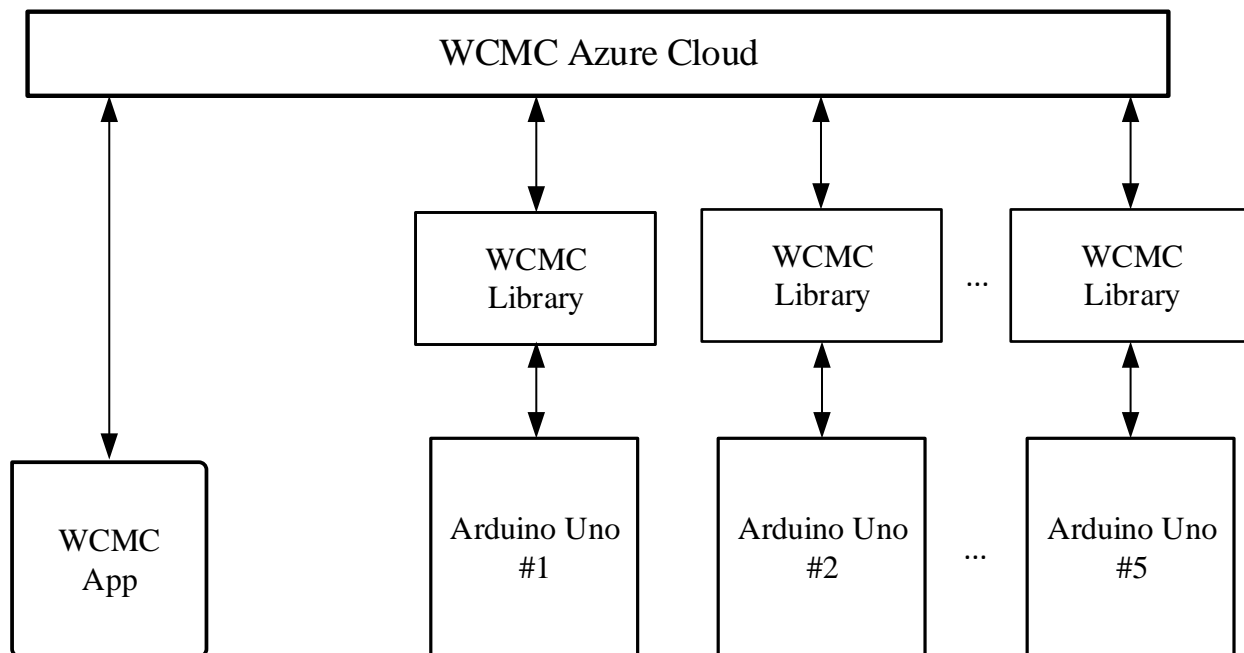 WCMC Azure Cloud
WCMC
Library
WCMC
Library
...
WCMC
Library
WCMC
App
Arduino Uno
#1
Arduino Uno
#2
...
Arduino Uno
#5